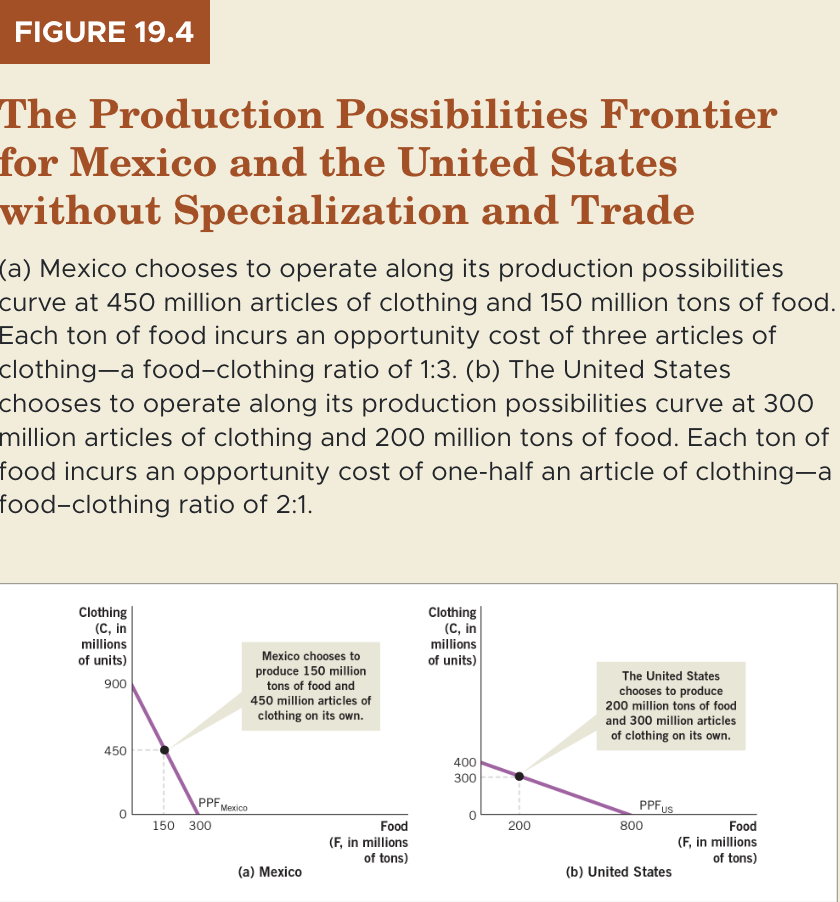 FIGURE 19.4
The Production Possibilities Frontier
for Mexico and the United States
without Specialization and Trade
(a) Mexico chooses to operate along its production possibilities
curve at 450 million articles of clothing and 150 million tons of food.
Each ton of food incurs an opportunity cost of three articles of
clothing—a food–clothing ratio of 1:3. (b) The United States
chooses to operate along its production possibilities curve at 300
million articles of clothing and 200 million tons of food. Each ton of
food incurs an opportunity cost of one-half an article of clothing—a
food–clothing ratio of 2:1.
Clothing
(C, in
millions
of units)
900
450
0
150
300
Mexico chooses to
produce 150 million
tons of food and
450 million articles of
clothing on its own.
PPFMexico
Food
(F, in millions
of tons)
(a) Mexico
Clothing
(C, in
millions
of units)
400
300
0
200
800
The United States
chooses to produce
200 million tons of food
and 300 million articles
of clothing on its own.
PPFUS
Food
(F, in millions
of tons)
(b) United States